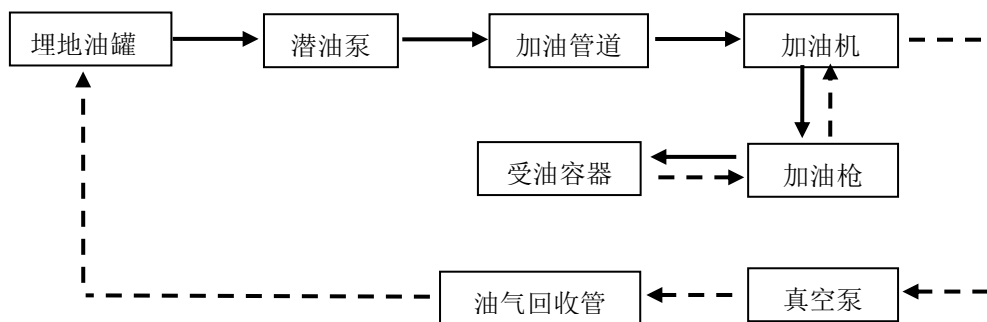 埋地油罐
潜油泵
加油管道
加油机
受油容器
加油枪
油气回收管
真空泵